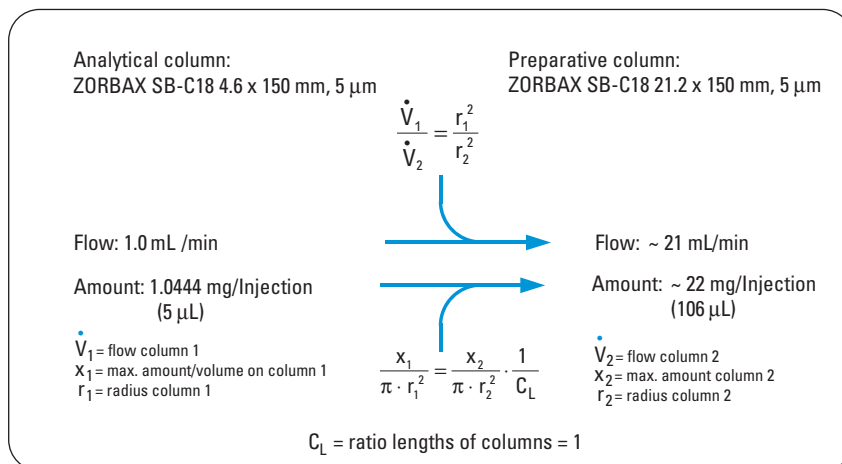 Analytical column:
ZORBAX SB-C18 4.6 x 150 mm, 5 µm
Preparative column:
ZORBAX SB-C18 21.2 x 150 mm, 5 µm
V̇₁/V̇₂ = r₁²/r₂²
Flow: 1.0 mL /min
Flow: ~ 21 mL/min
Amount: 1.0444 mg/Injection
(5 µL)
Amount: ~ 22 mg/Injection
(106 µL)
V̇₁= flow column 1
x₁= max. amount/volume on column 1
r₁= radius column 1
x₁/(π · r₁²) = x₂/(π · r₂²) · 1/C_L
V̇₂= flow column 2
x₂= max. amount column 2
r₂= radius column 2
C_L = ratio lengths of columns = 1